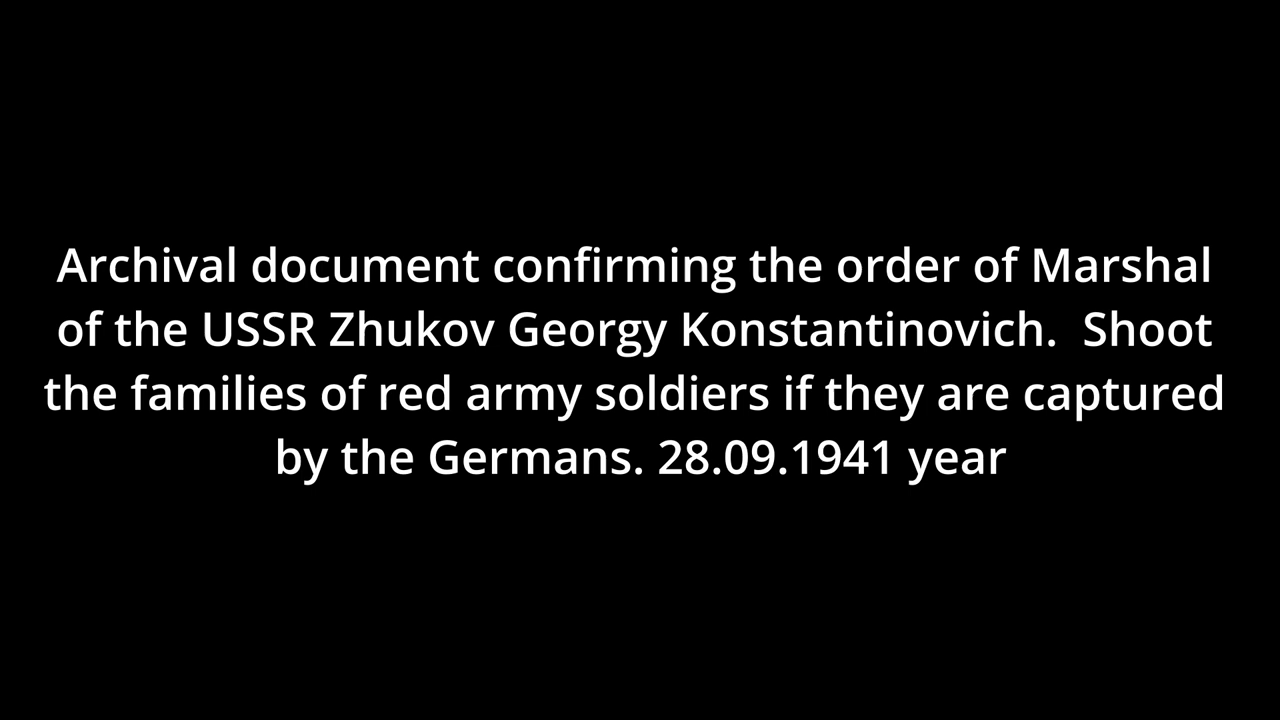 Archival document confirming the order of Marshal
of the USSR Zhukov Georgy Konstantinovich.  Shoot
the families of red army soldiers if they are captured
by the Germans. 28.09.1941 year